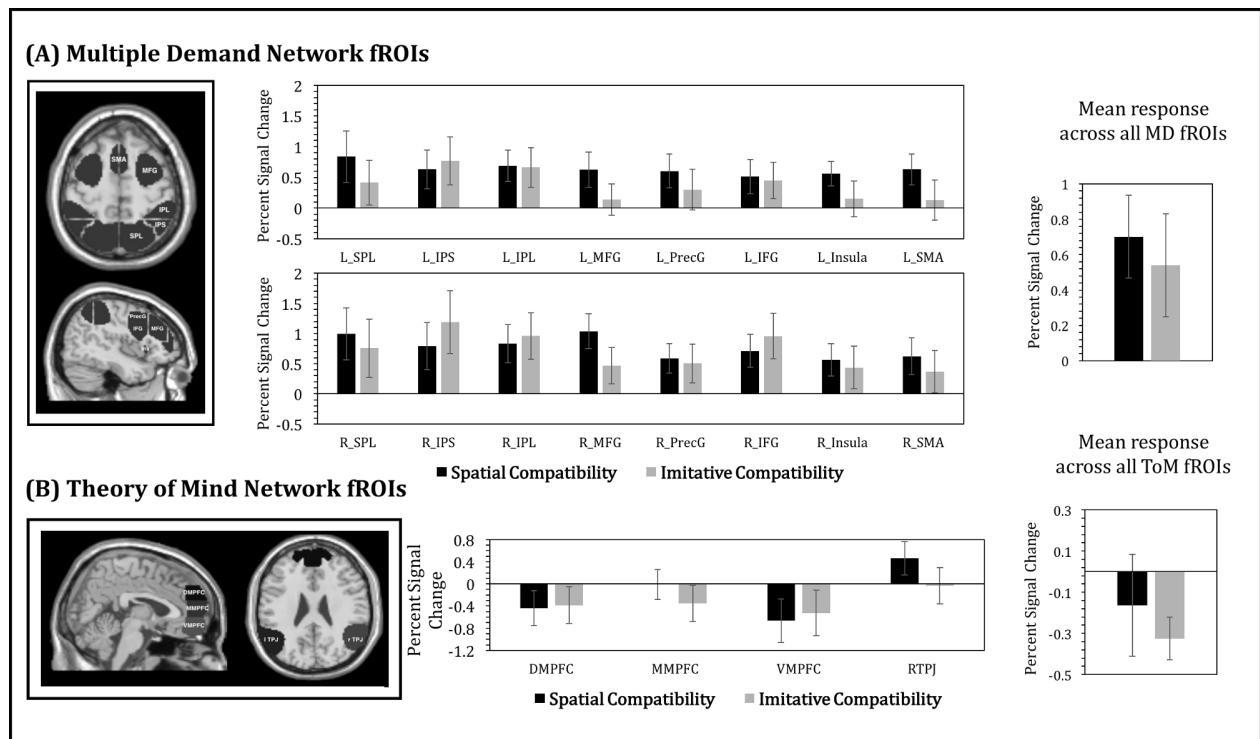 (A) Multiple Demand Network fROIs
SMA
MFG
IPL
IPS
SPL
PrecG
IFG
MFG
Percent Signal Change
2
1.5
1
0.5
0
-0.5
L_SPL L_IPS L_IPL L_MFG L_PrecG L_IFG L_Insula L_SMA
Percent Signal Change
2
1.5
1
0.5
0
-0.5
R_SPL R_IPS R_IPL R_MFG R_PrecG R_IFG R_Insula R_SMA
Spatial Compatibility Imitative Compatibility
Mean response
across all MD fROIs
Percent Signal Change
1
0.8
0.6
0.4
0.2
0
(B) Theory of Mind Network fROIs
DMPFC
MMPFC
VMPFC
l TPJ r TPJ
Percent Signal
Change
0.8
0.4
0
-0.4
-0.8
-1.2
DMPFC MMPFC VMPFC RTPJ
Spatial Compatibility Imitative Compatibility
Mean response
across all ToM fROIs
Percent Signal Change
0.3
0.1
-0.1
-0.3
-0.5